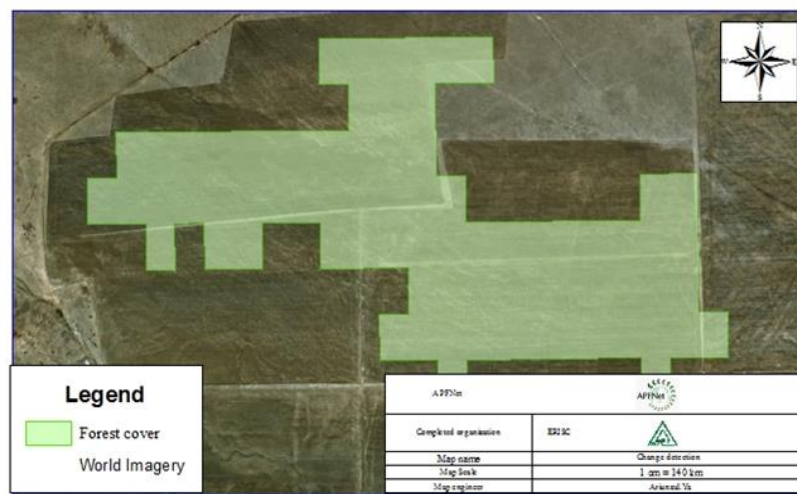 N
W E
S
Legend
Forest cover
World Imagery
APFNet APFNet
Completed organization ERISC
Map name Change detection
Map Scale 1 cm = 140 km
Map engineer